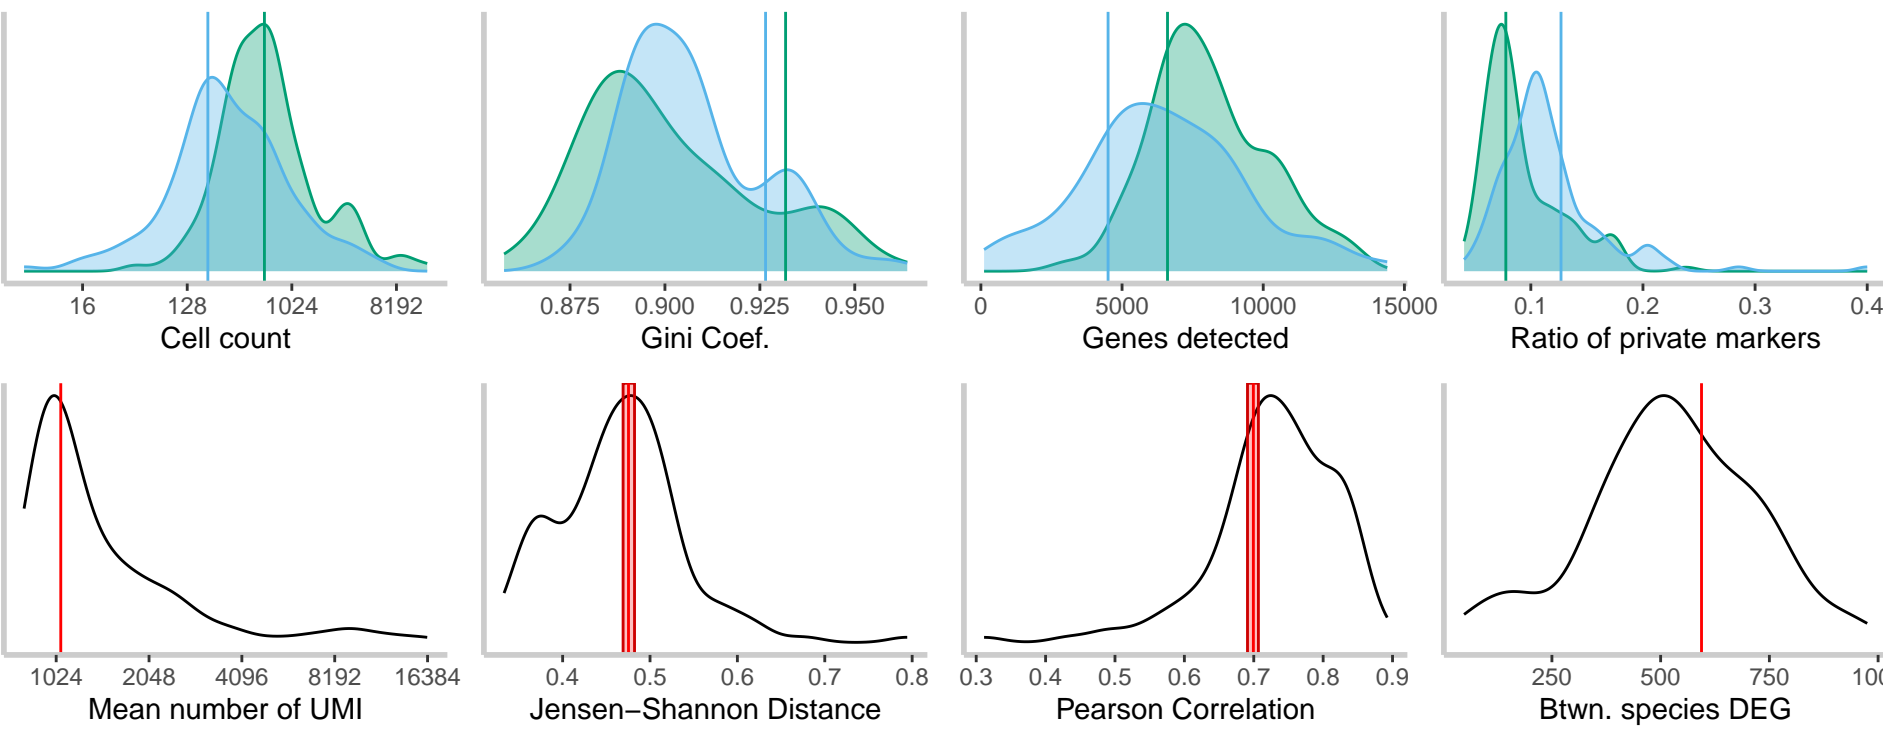 16 128 1024 8192
Cell count
0.875 0.900 0.925 0.950
Gini Coef.
0 5000 10000 15000
Genes detected
0.1 0.2 0.3 0.4
Ratio of private markers
1024 2048 4096 8192 16384
Mean number of UMI
0.4 0.5 0.6 0.7 0.8
Jensen−Shannon Distance
0.3 0.4 0.5 0.6 0.7 0.8 0.9
Pearson Correlation
250 500 750
Btwn. species DEG